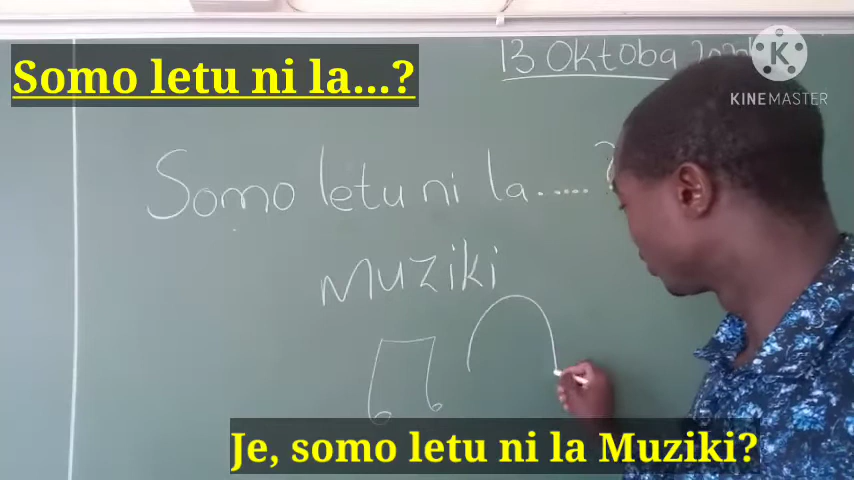 Somo letu ni la...?
13 Oktoba
KINEMASTER
Somo letu ni la.....?
Muziki
Je, somo letu ni la Muziki?